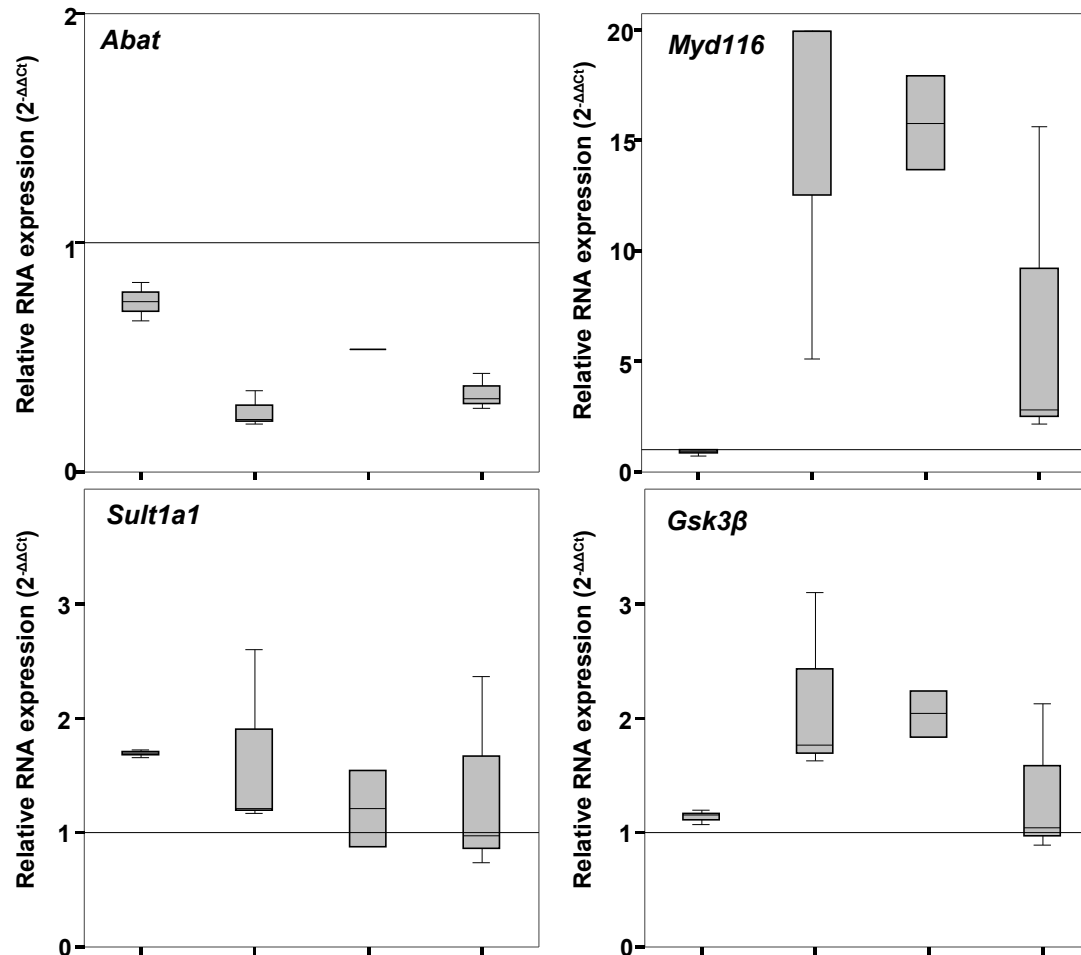 Abat
Relative RNA expression (2-ΔΔCt)
2
1
0
Myd116
Relative RNA expression (2-ΔΔCt)
20
15
10
5
0
Sult1a1
Relative RNA expression (2-ΔΔCt)
3
2
1
0
Gsk3β
Relative RNA expression (2-ΔΔCt)
3
2
1
0